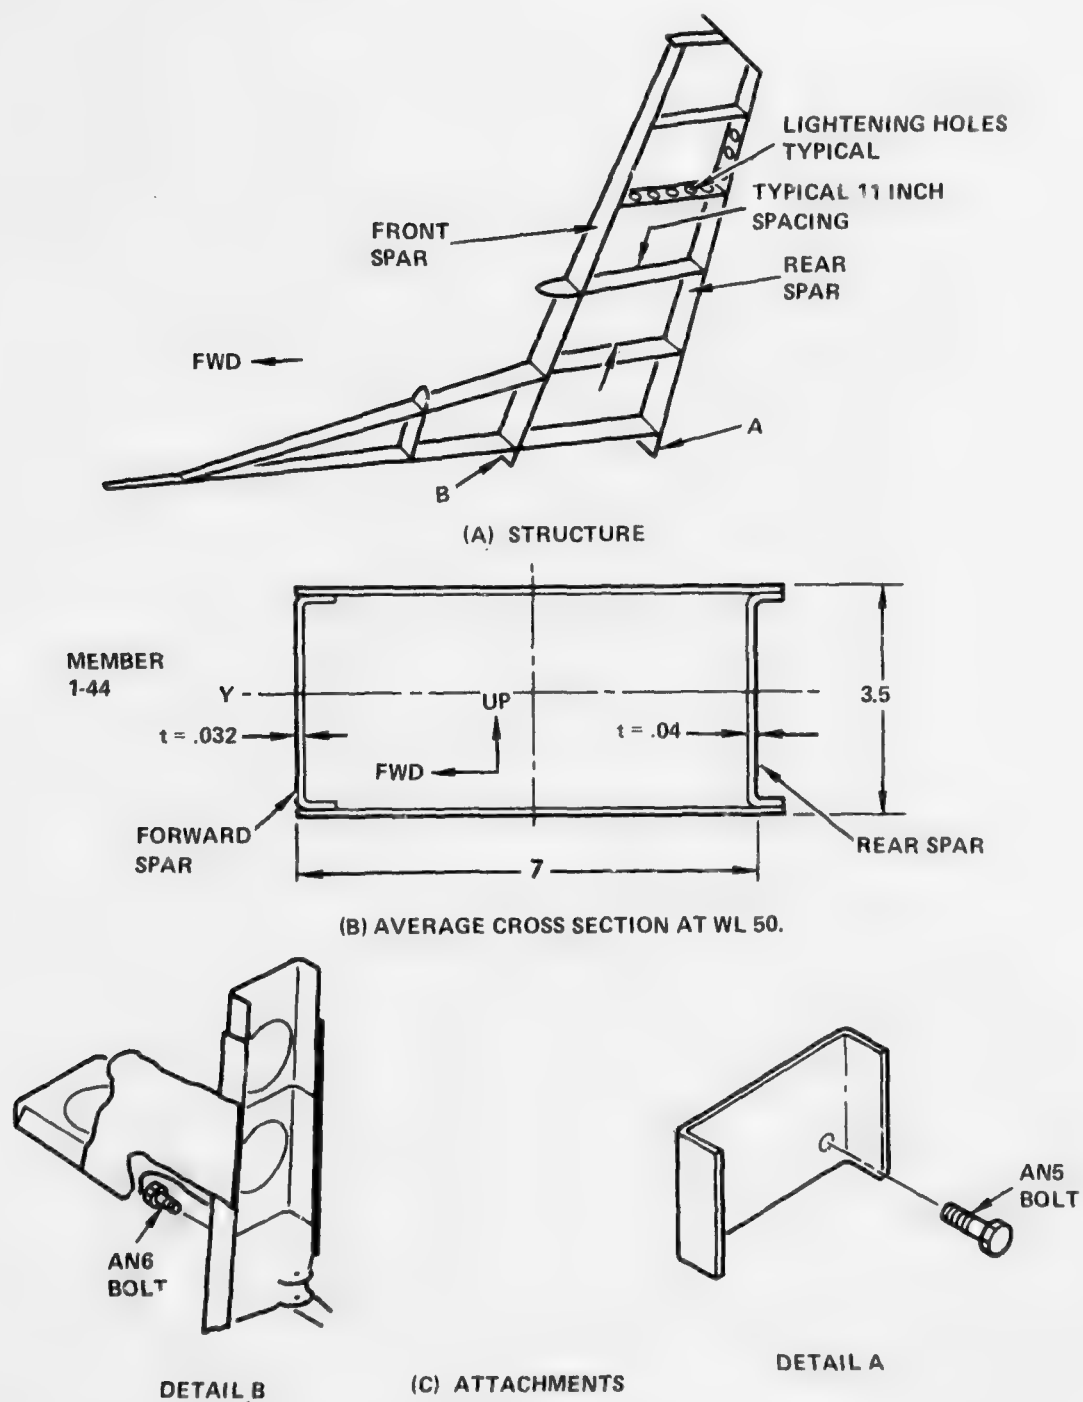 LIGHTENING HOLES
TYPICAL
TYPICAL 11 INCH
SPACING
FRONT
SPAR
REAR
SPAR
FWD
A
B
(A) STRUCTURE
MEMBER
1-44
Y
UP
3.5
t = .032
t = .04
FWD
FORWARD
SPAR
REAR SPAR
7
(B) AVERAGE CROSS SECTION AT WL 50.
AN6
BOLT
AN5
BOLT
DETAIL B
(C) ATTACHMENTS
DETAIL A